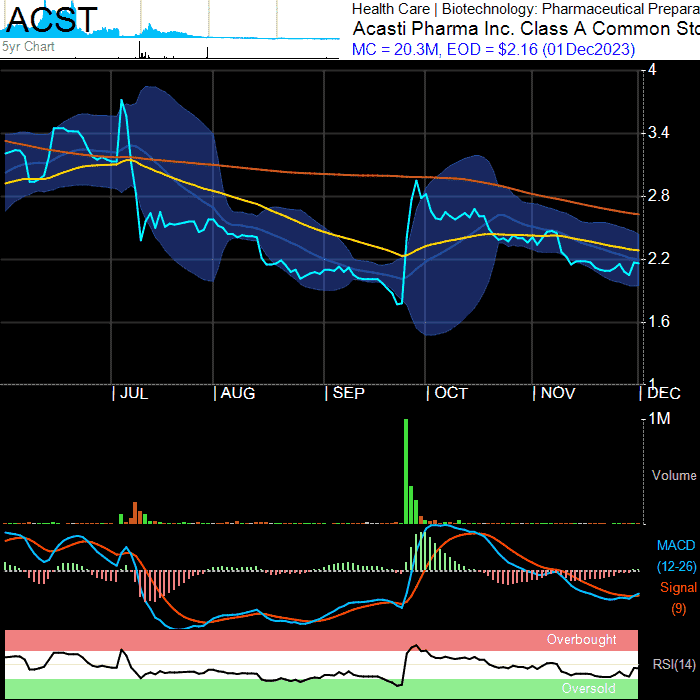 ACST
5yr Chart
Health Care | Biotechnology: Pharmaceutical Prepara
Acasti Pharma Inc. Class A Common Sto
MC = 20.3M, EOD = $2.16 (01Dec2023)
4
3.4
2.8
2.2
1.6
1
| JUL | AUG | SEP | OCT | NOV | DEC
1M
Volume
MACD
(12-26)
Signal
(9)
Overbought
RSI(14)
Oversold